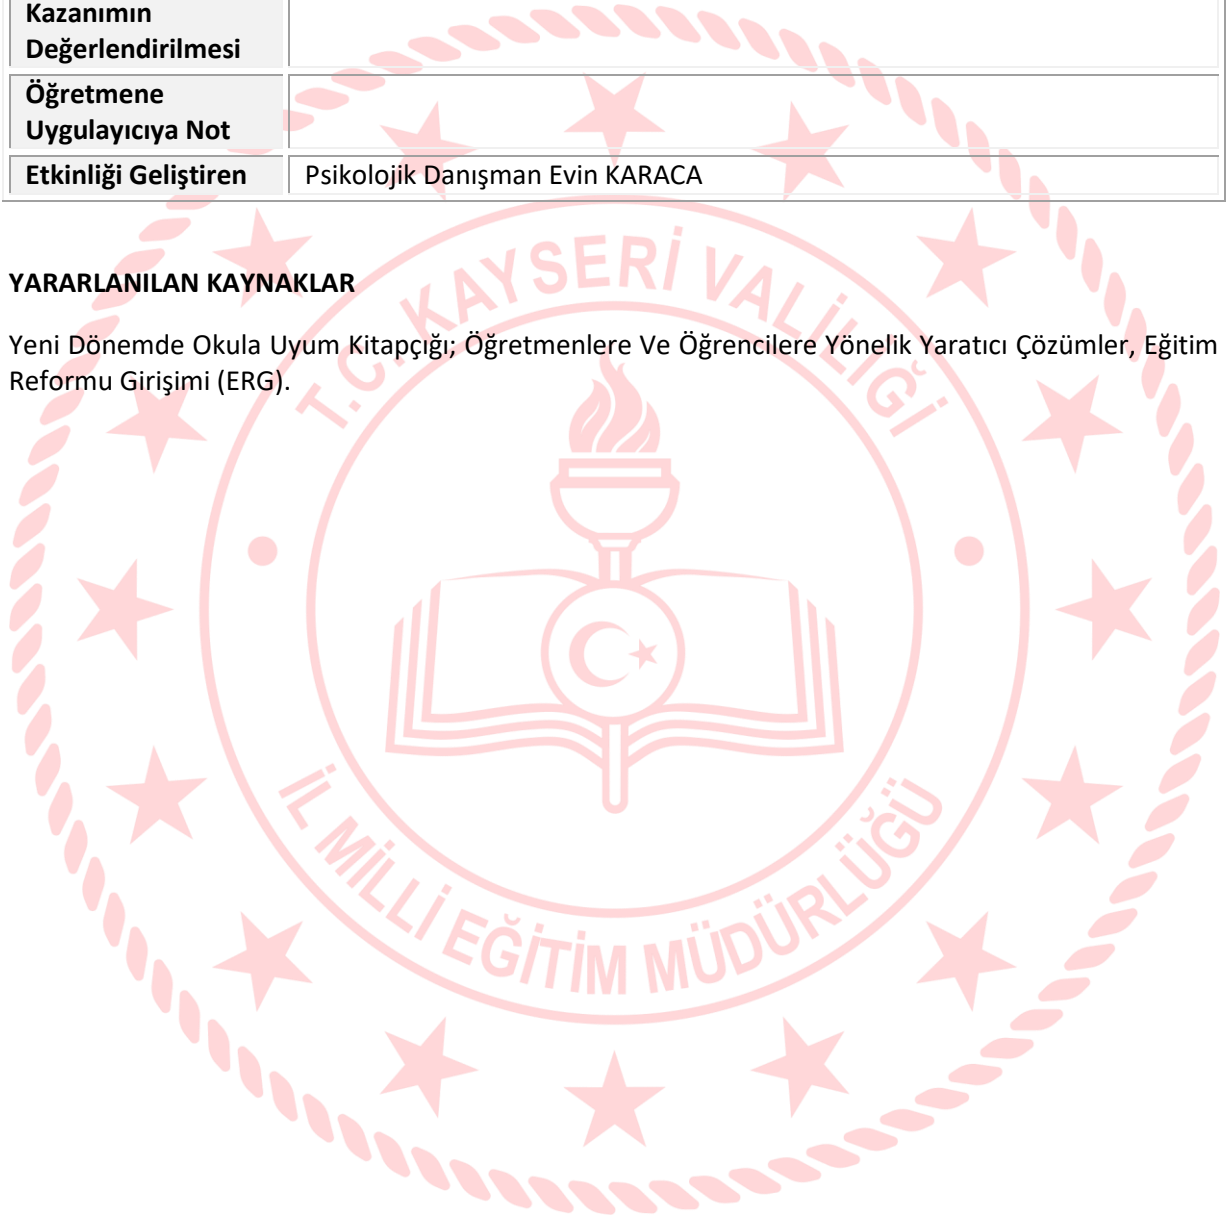 Kazanımın
Değerlendirilmesi
Öğretmene
Uygulayıcıya Not
Etkinliği Geliştiren
Psikolojik Danışman Evin KARACA
YARARLANILAN KAYNAKLAR
Yeni Dönemde Okula Uyum Kitapçığı; Öğretmenlere Ve Öğrencilere Yönelik Yaratıcı Çözümler, Eğitim
Reformu Girişimi (ERG).
T.C. KAYSERİ VALİLİĞİ
İL MİLLİ EĞİTİM MÜDÜRLÜĞÜ